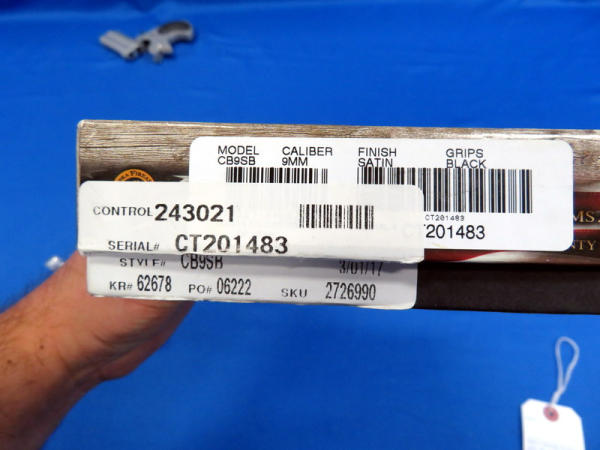 MODEL CALIBER FINISH GRIPS
CB9SB 9MM SATIN BLACK
CT201483
CT201483
CONTROL 243021
SERIAL# CT201483
STYLE# CB9SB 3/01/17
KR# 62678 PO# 06222 SKU 2726990